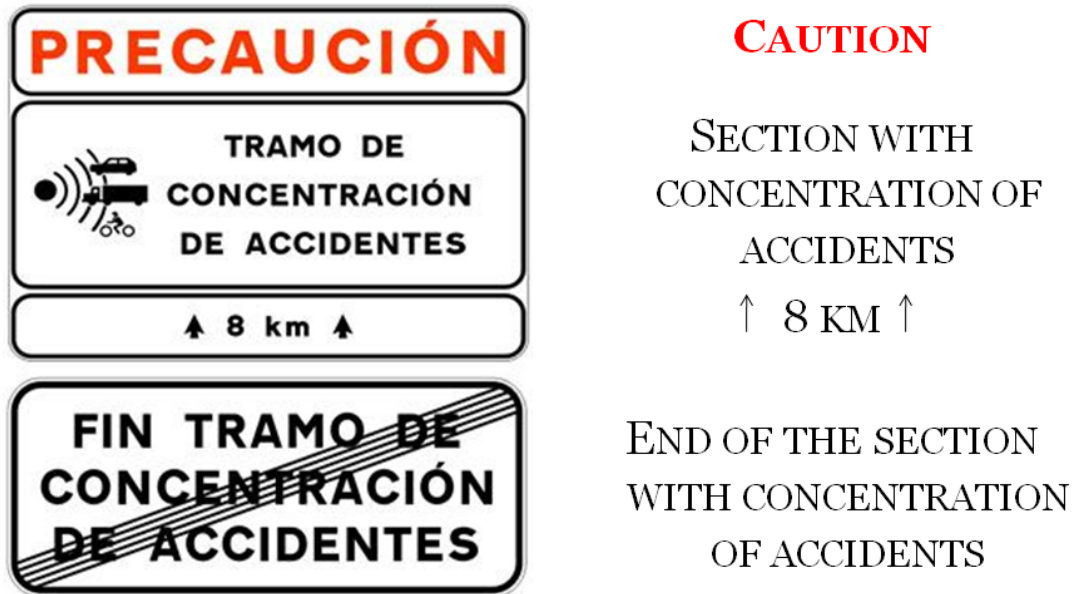 PRECAUCIÓN
TRAMO DE
CONCENTRACIÓN
DE ACCIDENTES
↑ 8 km ↑
FIN TRAMO DE
CONCENTRACIÓN
DE ACCIDENTES
CAUTION
SECTION WITH
CONCENTRATION OF
ACCIDENTS
↑ 8 KM ↑
END OF THE SECTION
WITH CONCENTRATION
OF ACCIDENTS